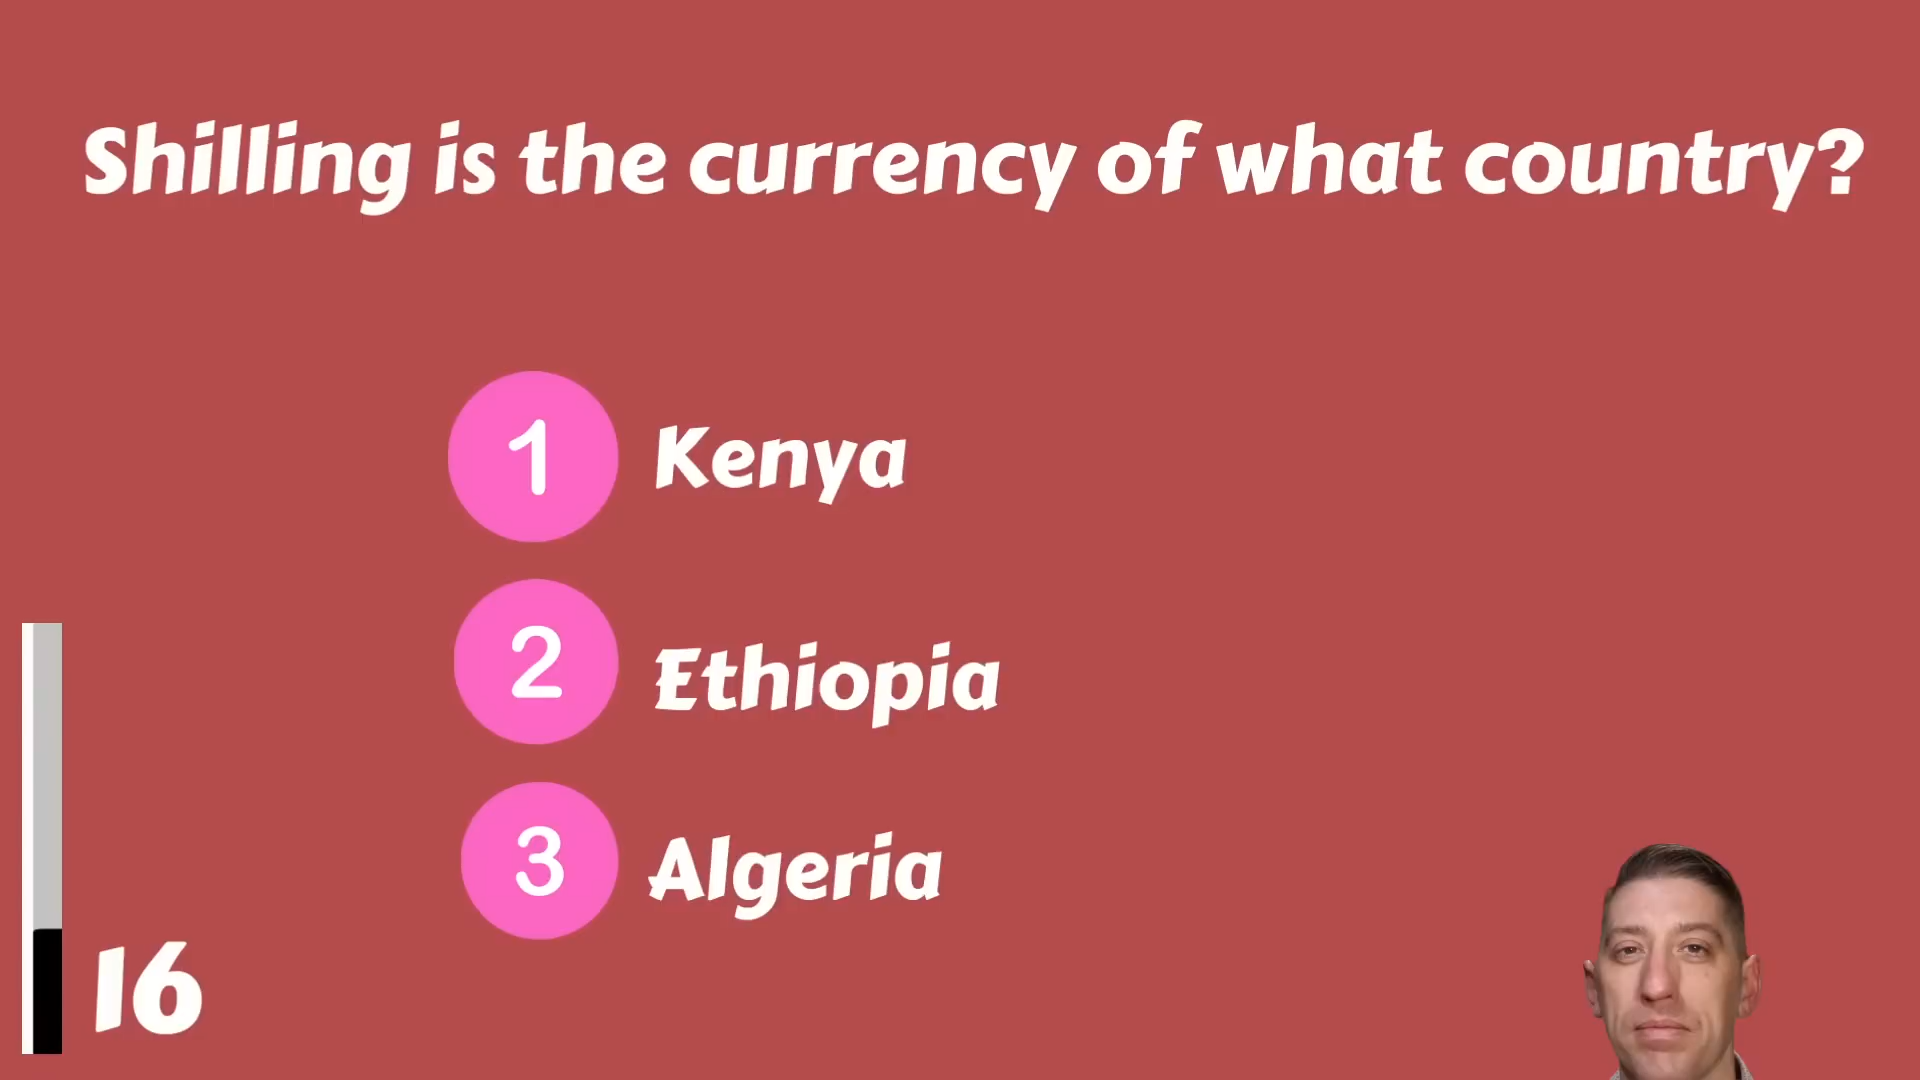 Shilling is the currency of what country?
1 Kenya
2 Ethiopia
3 Algeria
16